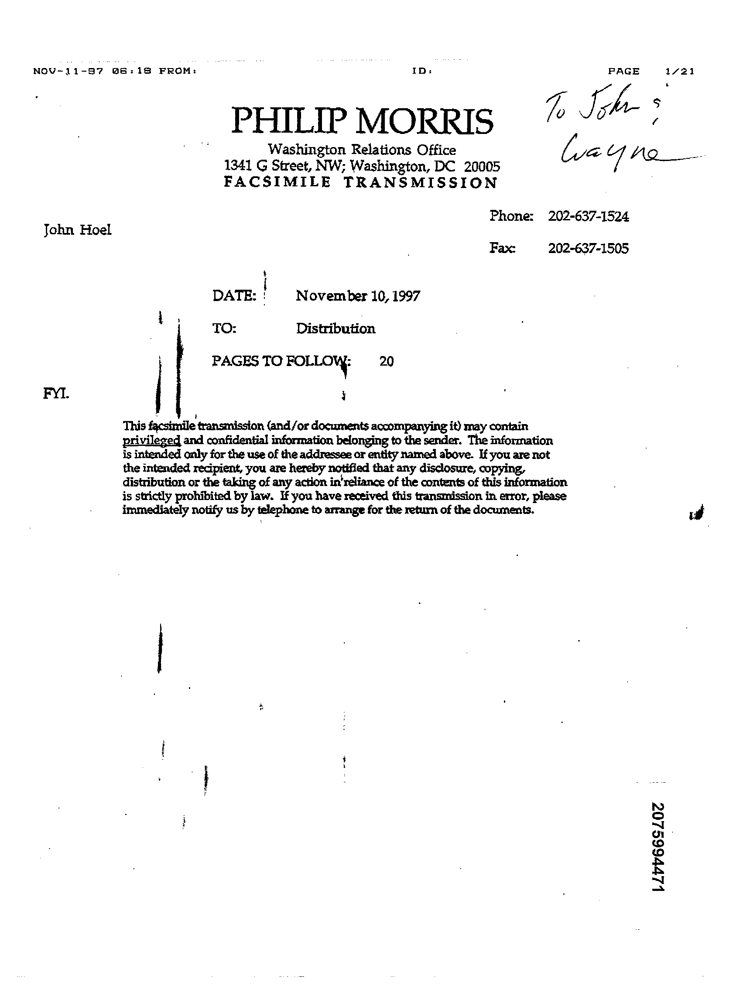 NOV-11-97 06:18 FROM: ID: PAGE 1/21
To John &
Wayne
PHILIP MORRIS
Washington Relations Office
1341 G Street, NW; Washington, DC 20005
FACSIMILE TRANSMISSION
Phone: 202-637-1524
John Hoel
Fax: 202-637-1505
DATE: November 10, 1997
TO: Distribution
PAGES TO FOLLOW: 20
FYI.
This facsimile transmission (and/or documents accompanying it) may contain
privileged and confidential information belonging to the sender. The information
is intended only for the use of the addressee or entity named above. If you are not
the intended recipient, you are hereby notified that any disclosure, copying,
distribution or the taking of any action in reliance of the contents of this information
is strictly prohibited by law. If you have received this transmission in error, please
immediately notify us by telephone to arrange for the return of the documents.
2075994471